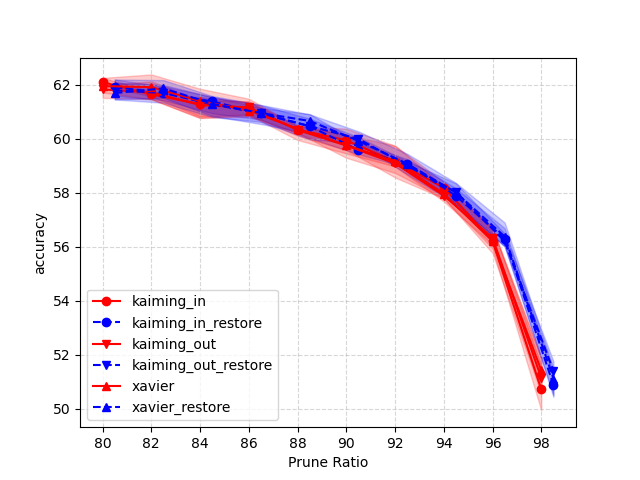 62
60
58
56
54
52
50
accuracy
kaiming_in
kaiming_in_restore
kaiming_out
kaiming_out_restore
xavier
xavier_restore
80 82 84 86 88 90 92 94 96 98
Prune Ratio